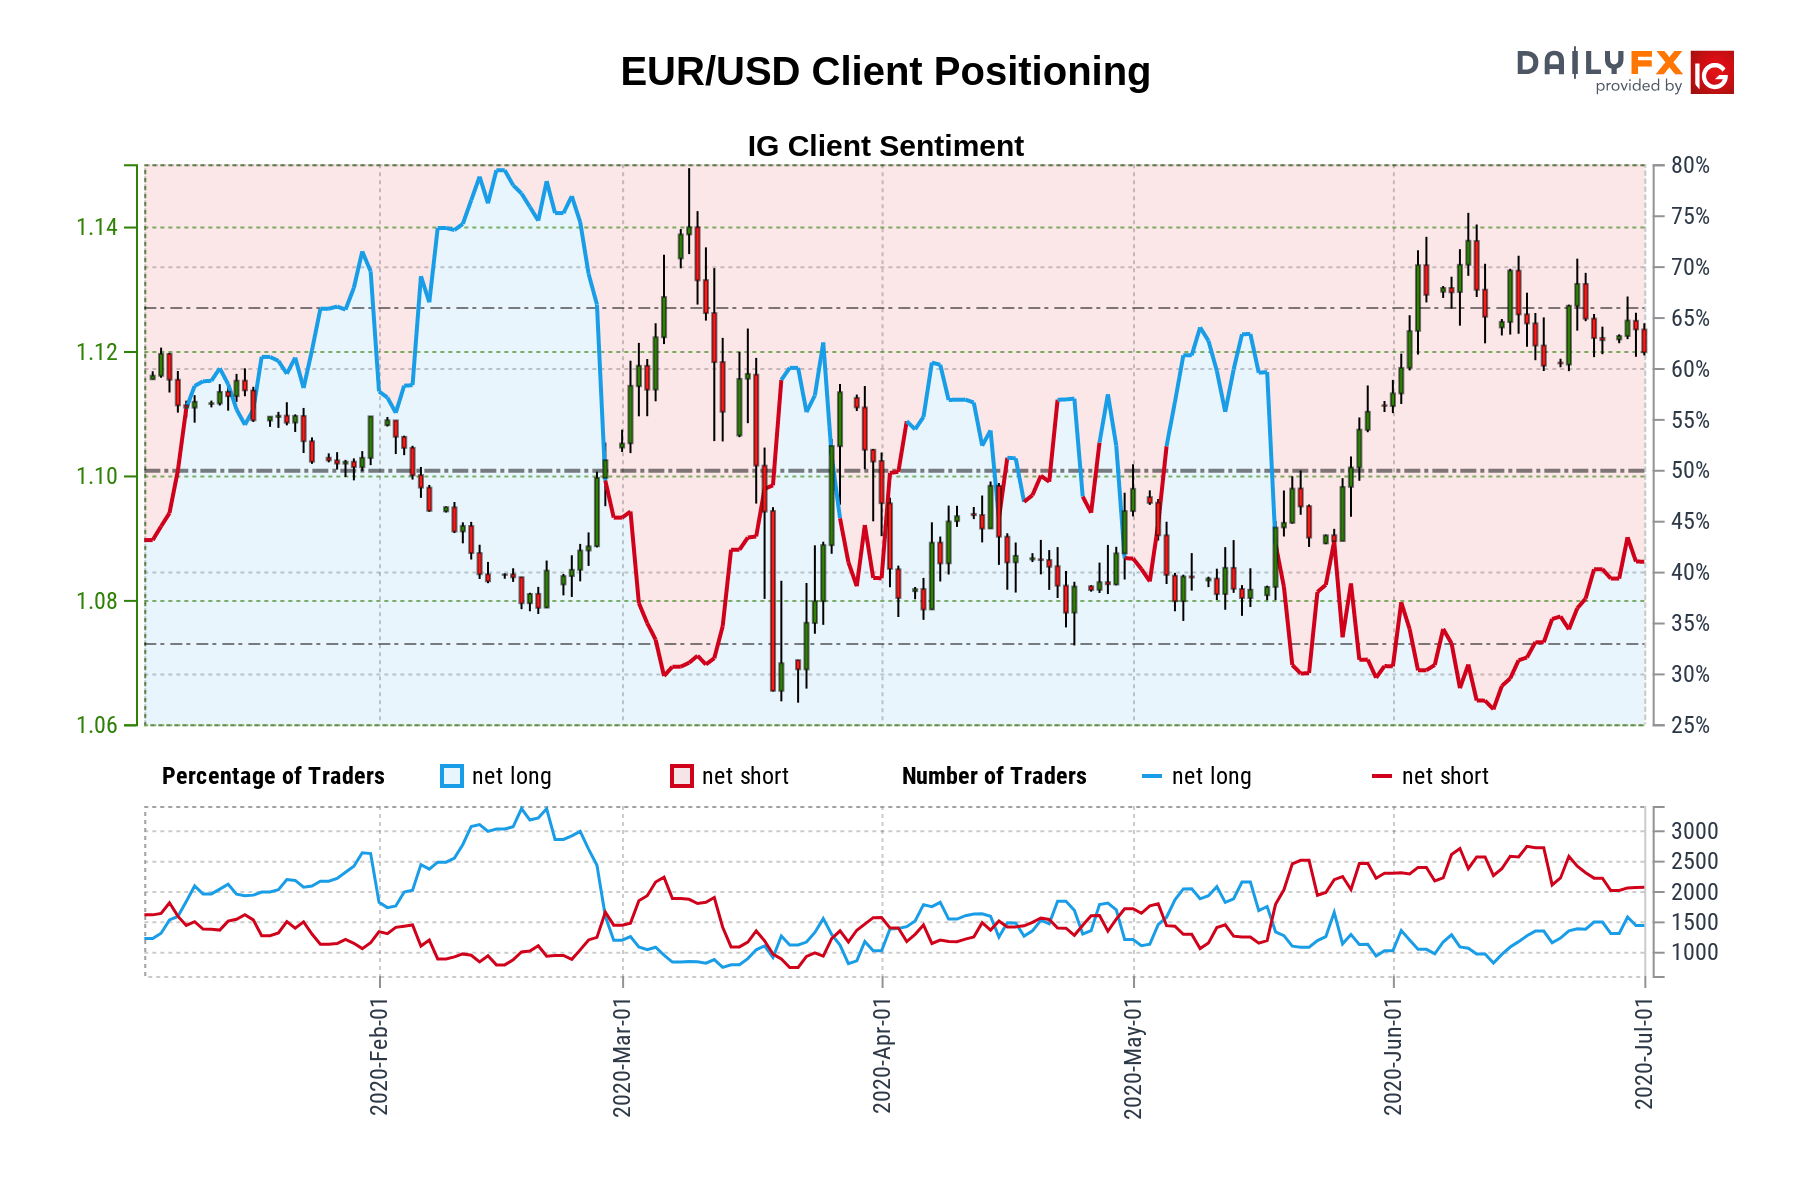 EUR/USD Client Positioning
DAILYFX
provided by
IG
IG Client Sentiment
1.14
1.12
1.10
1.08
1.06
80%
75%
70%
65%
60%
55%
50%
45%
40%
35%
30%
25%
Percentage of Traders net long net short Number of Traders net long net short
3000
2500
2000
1500
1000
2020-Feb-01
2020-Mar-01
2020-Apr-01
2020-May-01
2020-Jun-01
2020-Jul-01